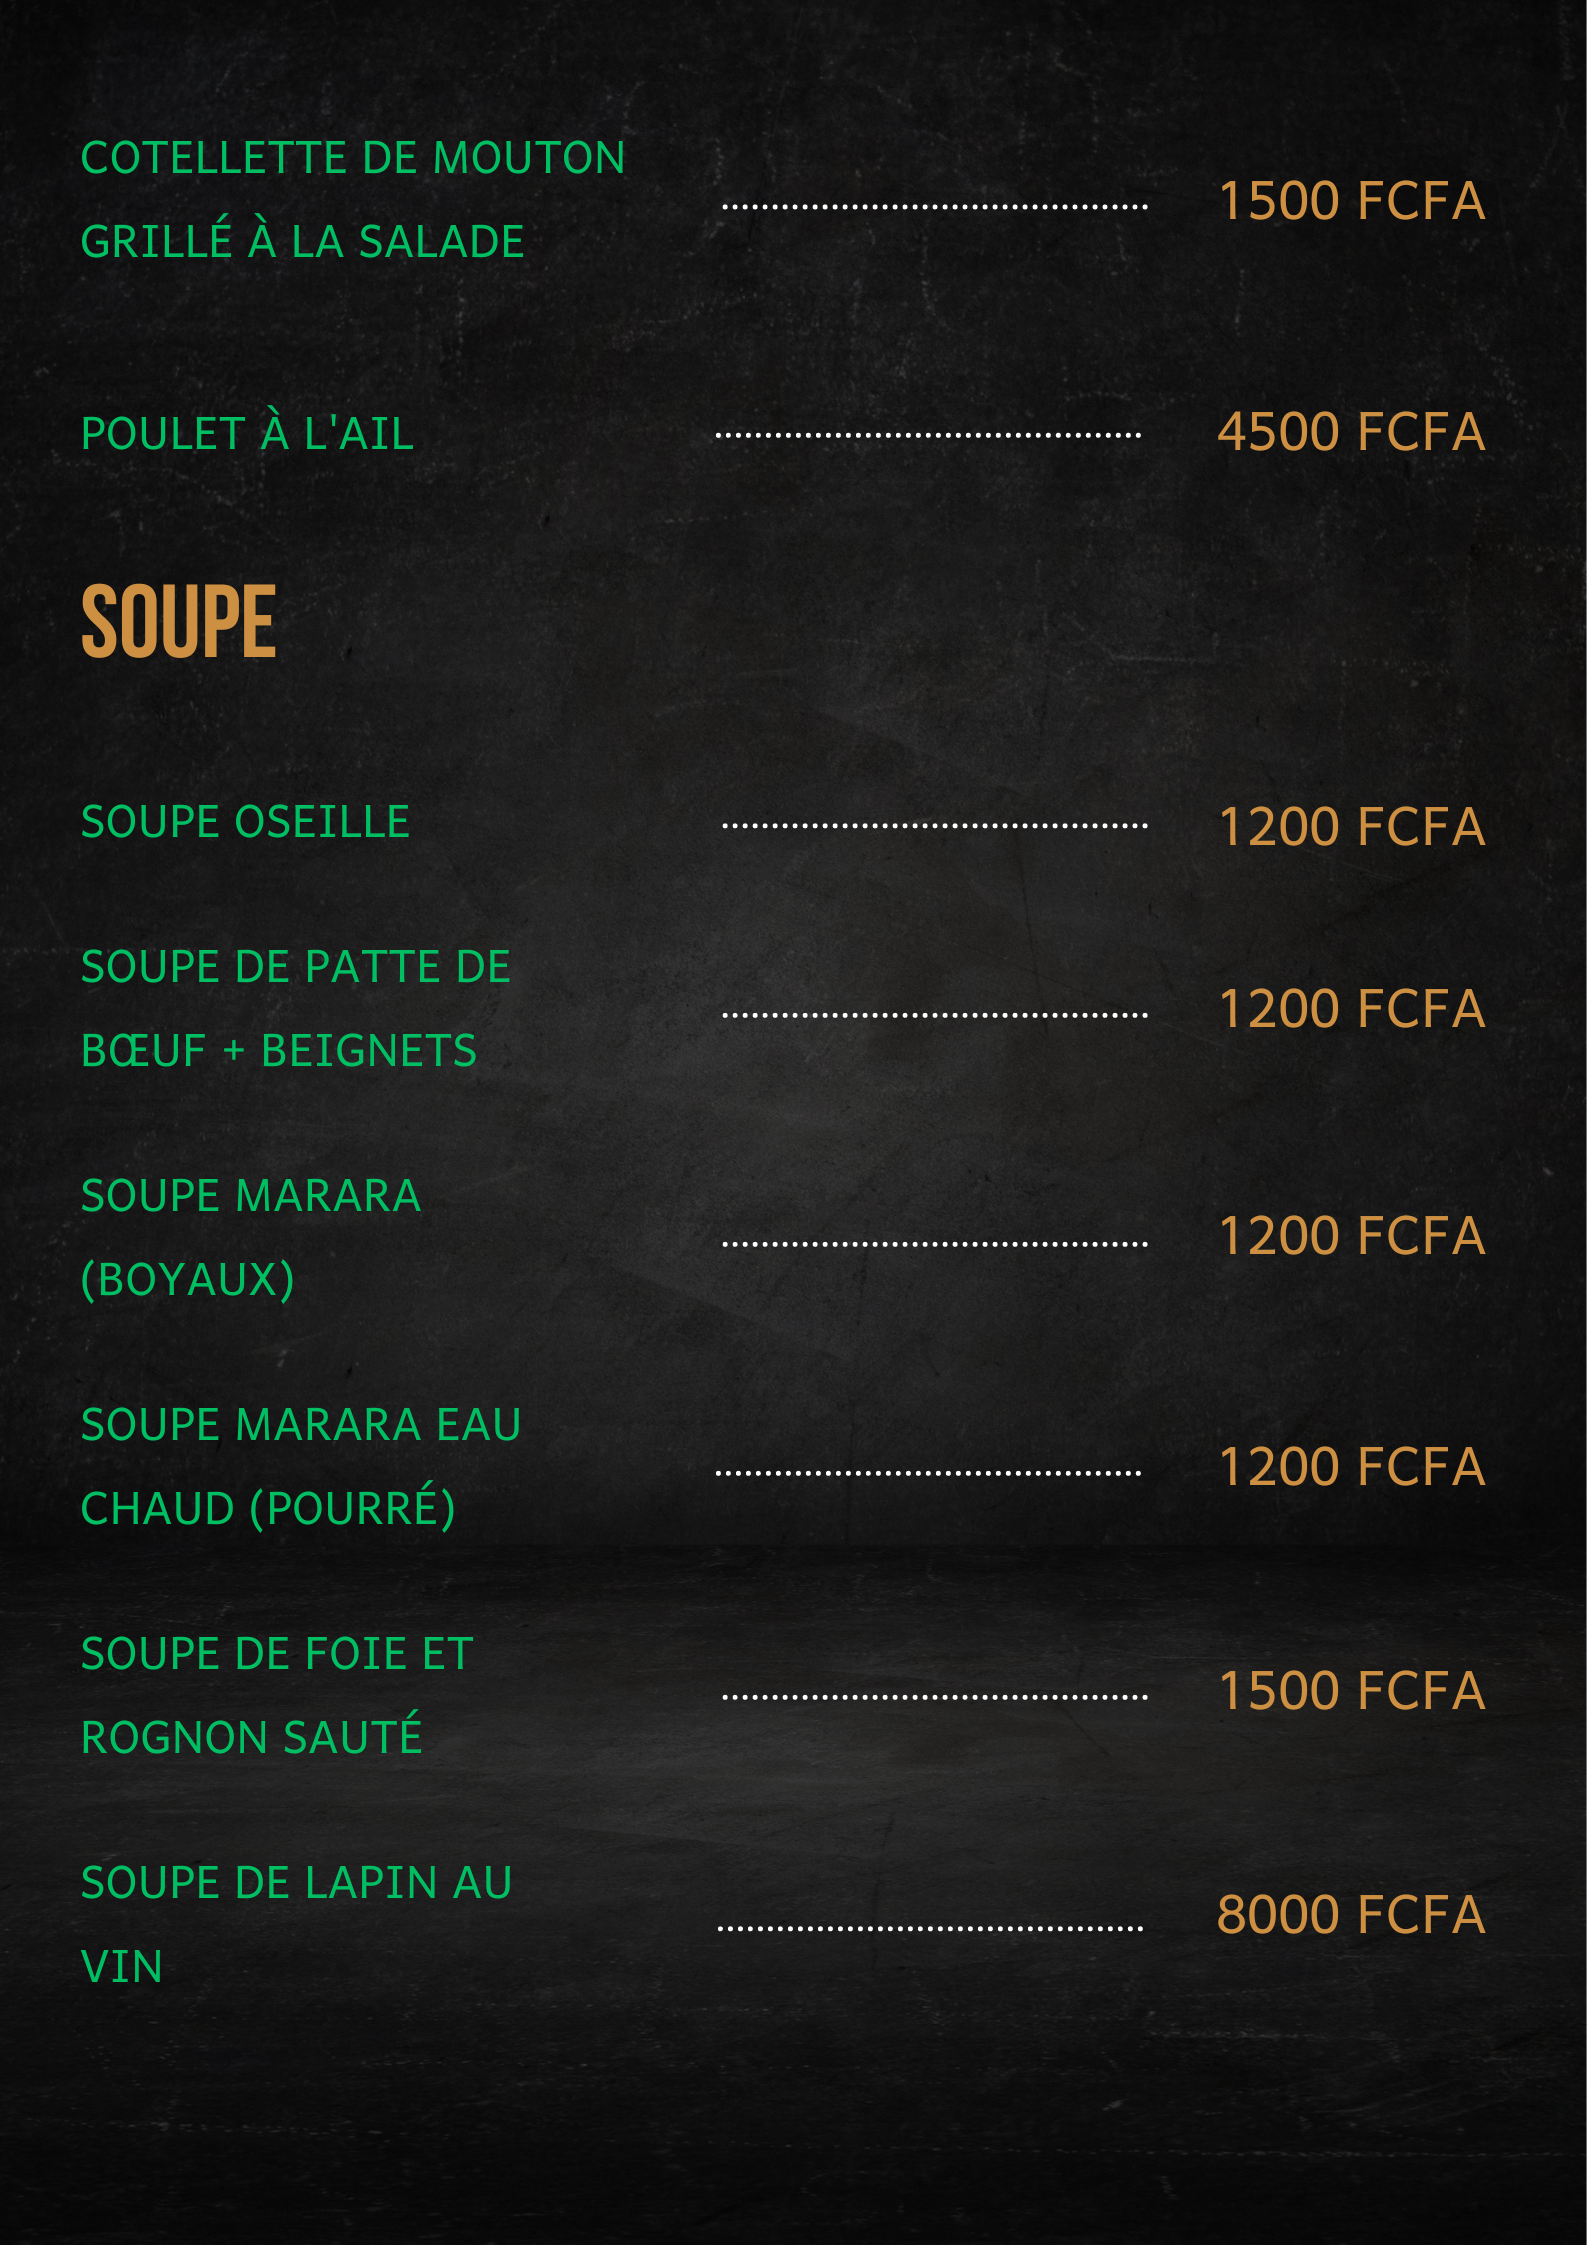 COTELLETTE DE MOUTON
GRILLÉ À LA SALADE
1500 FCFA
POULET À L'AIL
4500 FCFA
SOUPE
SOUPE OSEILLE
1200 FCFA
SOUPE DE PATTE DE
BŒUF + BEIGNETS
1200 FCFA
SOUPE MARARA
(BOYAUX)
1200 FCFA
SOUPE MARARA EAU
CHAUD (POURRÉ)
1200 FCFA
SOUPE DE FOIE ET
ROGNON SAUTÉ
1500 FCFA
SOUPE DE LAPIN AU
VIN
8000 FCFA